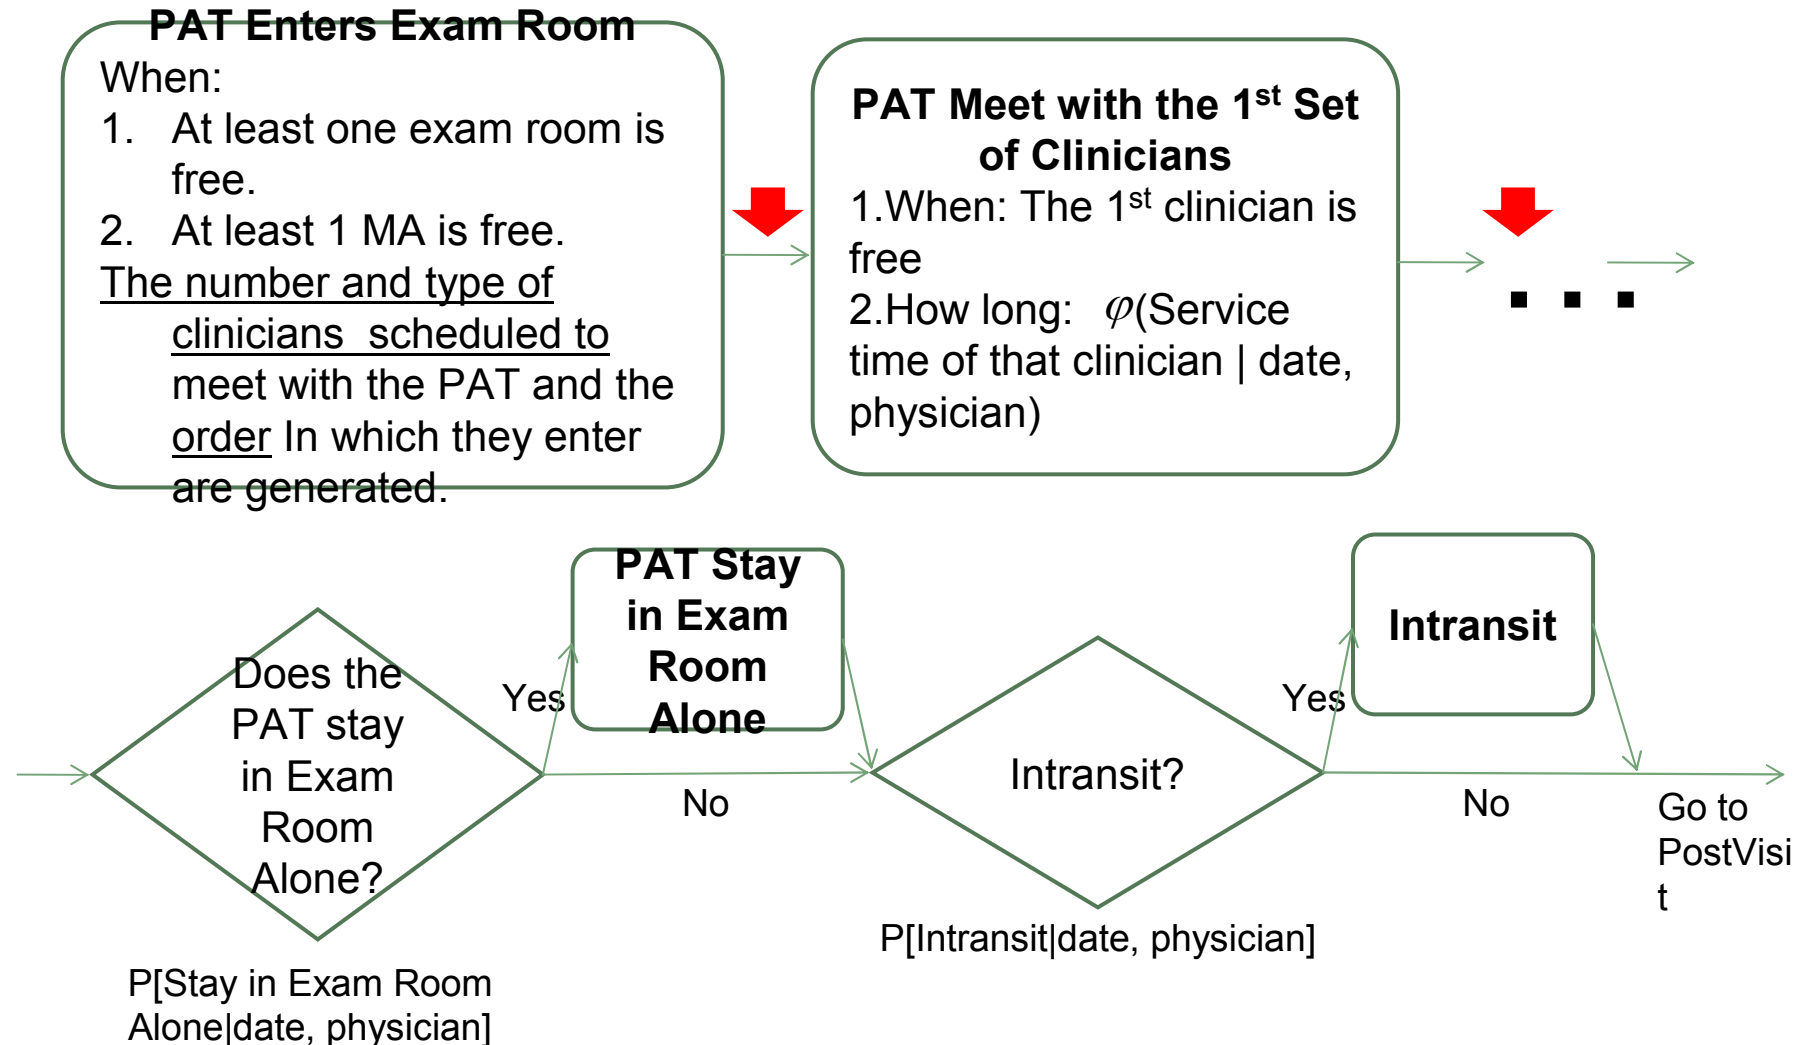 PAT Enters Exam Room
When:
1. At least one exam room is
free.
2. At least 1 MA is free.
The number and type of
clinicians scheduled to
meet with the PAT and the
order In which they enter
are generated.
PAT Meet with the 1st Set
of Clinicians
1.When: The 1st clinician is
free
2.How long: φ(Service
time of that clinician | date,
physician)
. . .
Does the
PAT stay
in Exam
Room
Alone?
P[Stay in Exam Room
Alone|date, physician]
Yes
No
PAT Stay
in Exam
Room
Alone
Intransit?
P[Intransit|date, physician]
Yes
No
Intransit
Go to
PostVisi
t